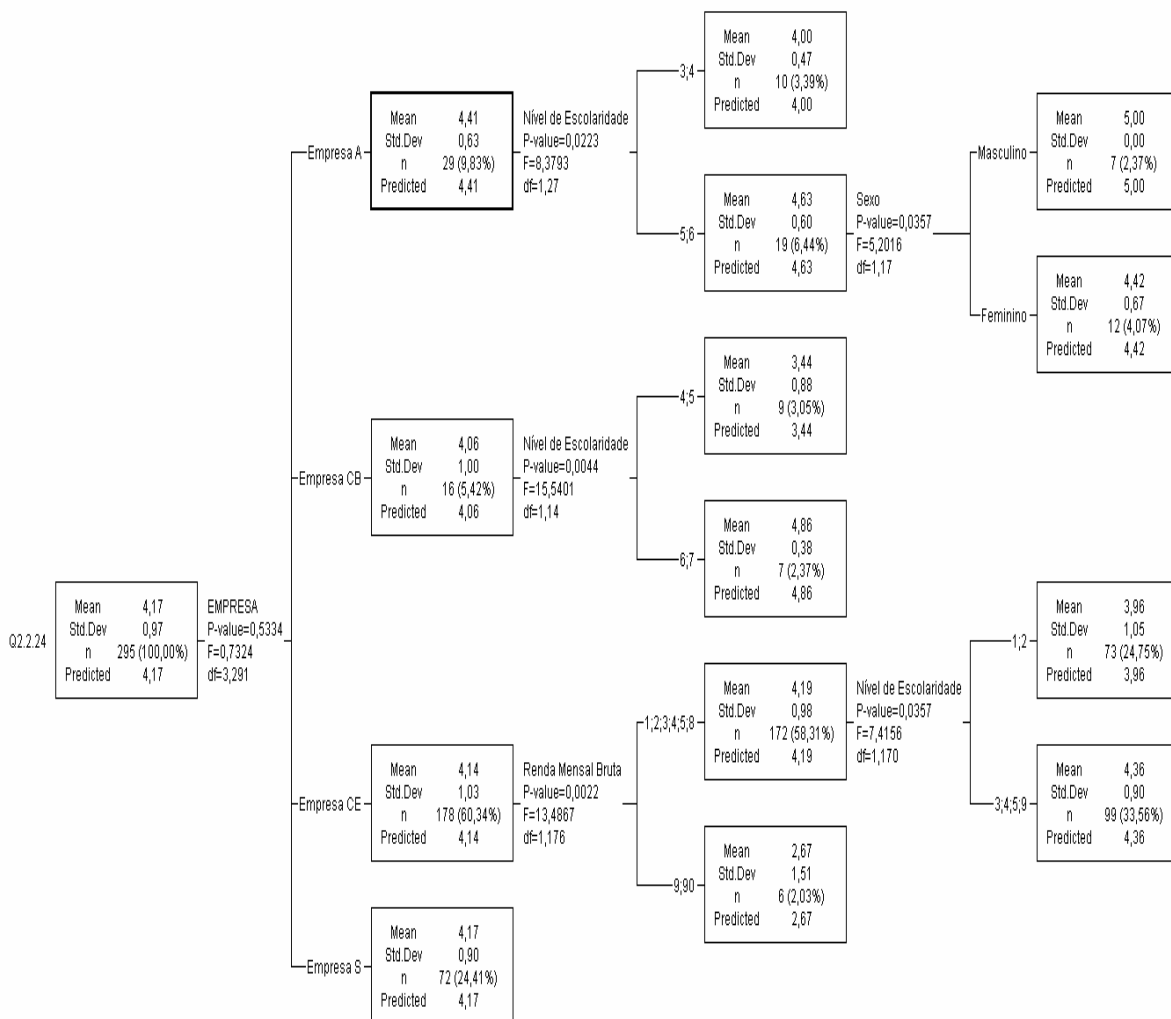 Q2.2.24
Mean 4,17
Std.Dev 0,97
n 295 (100,00%)
Predicted 4,17
EMPRESA
P-value=0,5334
F=0,7324
df=3,291
Empresa A
Mean 4,41
Std.Dev 0,63
n 29 (9,83%)
Predicted 4,41
Nível de Escolaridade
P-value=0,0223
F=8,3793
df=1,27
3;4
Mean 4,00
Std.Dev 0,47
n 10 (3,39%)
Predicted 4,00
5;6
Mean 4,63
Std.Dev 0,60
n 19 (6,44%)
Predicted 4,63
Sexo
P-value=0,0357
F=5,2016
df=1,17
Masculino
Mean 5,00
Std.Dev 0,00
n 7 (2,37%)
Predicted 5,00
Feminino
Mean 4,42
Std.Dev 0,67
n 12 (4,07%)
Predicted 4,42
Empresa CB
Mean 4,06
Std.Dev 1,00
n 16 (5,42%)
Predicted 4,06
Nível de Escolaridade
P-value=0,0044
F=15,5401
df=1,14
4;5
Mean 3,44
Std.Dev 0,88
n 9 (3,05%)
Predicted 3,44
6;7
Mean 4,86
Std.Dev 0,38
n 7 (2,37%)
Predicted 4,86
Empresa CE
Mean 4,14
Std.Dev 1,03
n 178 (60,34%)
Predicted 4,14
Renda Mensal Bruta
P-value=0,0022
F=13,4867
df=1,176
1;2;3;4;5;8
Mean 4,19
Std.Dev 0,98
n 172 (58,31%)
Predicted 4,19
Nível de Escolaridade
P-value=0,0357
F=7,4156
df=1,170
1;2
Mean 3,96
Std.Dev 1,05
n 73 (24,75%)
Predicted 3,96
3;4;5;9
Mean 4,36
Std.Dev 0,90
n 99 (33,56%)
Predicted 4,36
9;90
Mean 2,67
Std.Dev 1,51
n 6 (2,03%)
Predicted 2,67
Empresa S
Mean 4,17
Std.Dev 0,90
n 72 (24,41%)
Predicted 4,17